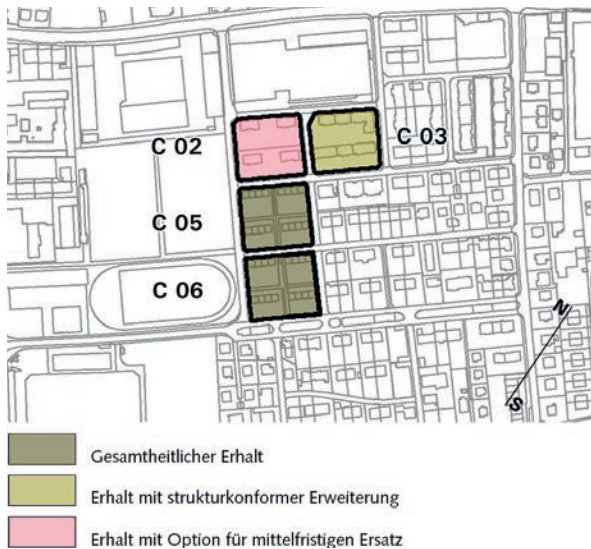 C 02
C 03
C 05
C 06
N
S
Gesamtheitlicher Erhalt
Erhalt mit strukturkonformer Erweiterung
Erhalt mit Option für mittelfristigen Ersatz